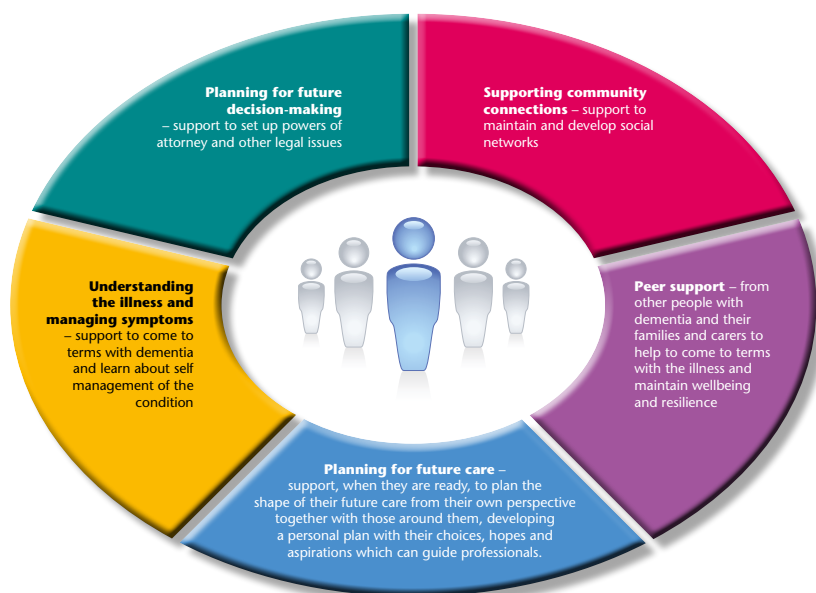 Planning for future
decision-making
– support to set up powers of
attorney and other legal issues
Supporting community
connections – support to
maintain and develop social
networks
Understanding
the illness and
managing symptoms
– support to come to
terms with dementia
and learn about self
management of the
condition
Peer support – from
other people with
dementia and their
families and carers to
help to come to terms
with the illness and
maintain wellbeing
and resilience
Planning for future care –
support, when they are ready, to plan the
shape of their future care from their own perspective
together with those around them, developing
a personal plan with their choices, hopes and
aspirations which can guide professionals.